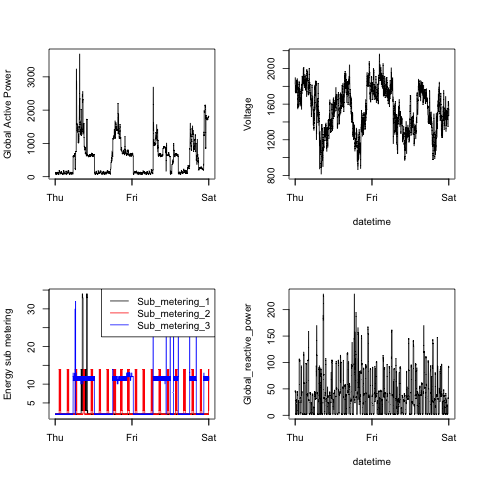 Global Active Power
3000
2000
1000
0
Thu
Fri
Sat
Voltage
2000
1600
1200
800
Thu
Fri
Sat
datetime
Energy sub metering
30
20
10
5
Sub_metering_1
Sub_metering_2
Sub_metering_3
Thu
Fri
Sat
Global_reactive_power
200
150
100
50
0
Thu
Fri
Sat
datetime